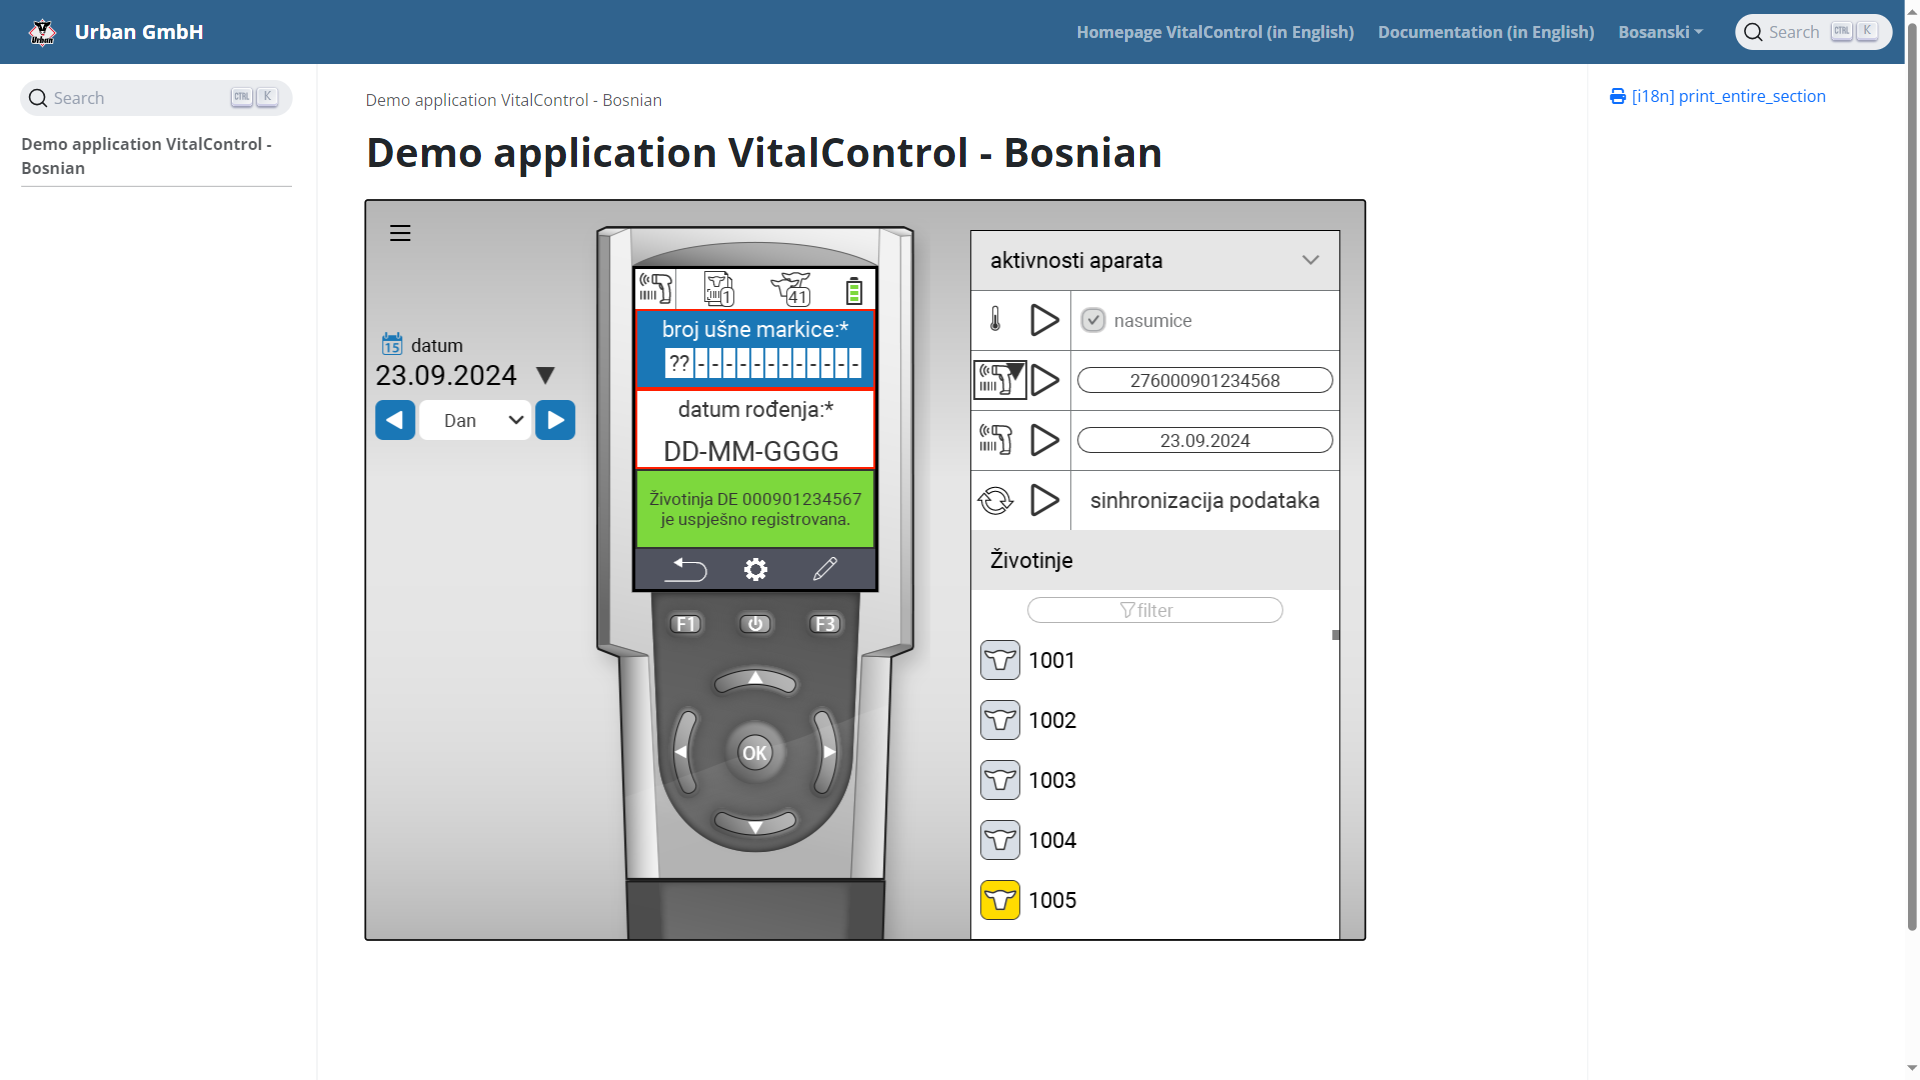 Urban GmbH
Homepage VitalControl (in English)
Documentation (in English)
Bosanski
Search CTRL K
Search CTRL K
Demo application VitalControl -
Bosnian
Demo application VitalControl - Bosnian
Demo application VitalControl - Bosnian
[i18n] print_entire_section
15 datum
23.09.2024
Dan
1
41
broj ušne markice:*
??------------
datum rođenja:*
DD-MM-GGGG
Životinja DE 000901234567
je uspješno registrovana.
F1
F3
OK
aktivnosti aparata
nasumice
276000901234568
23.09.2024
sinhronizacija podataka
Životinje
filter
1001
1002
1003
1004
1005